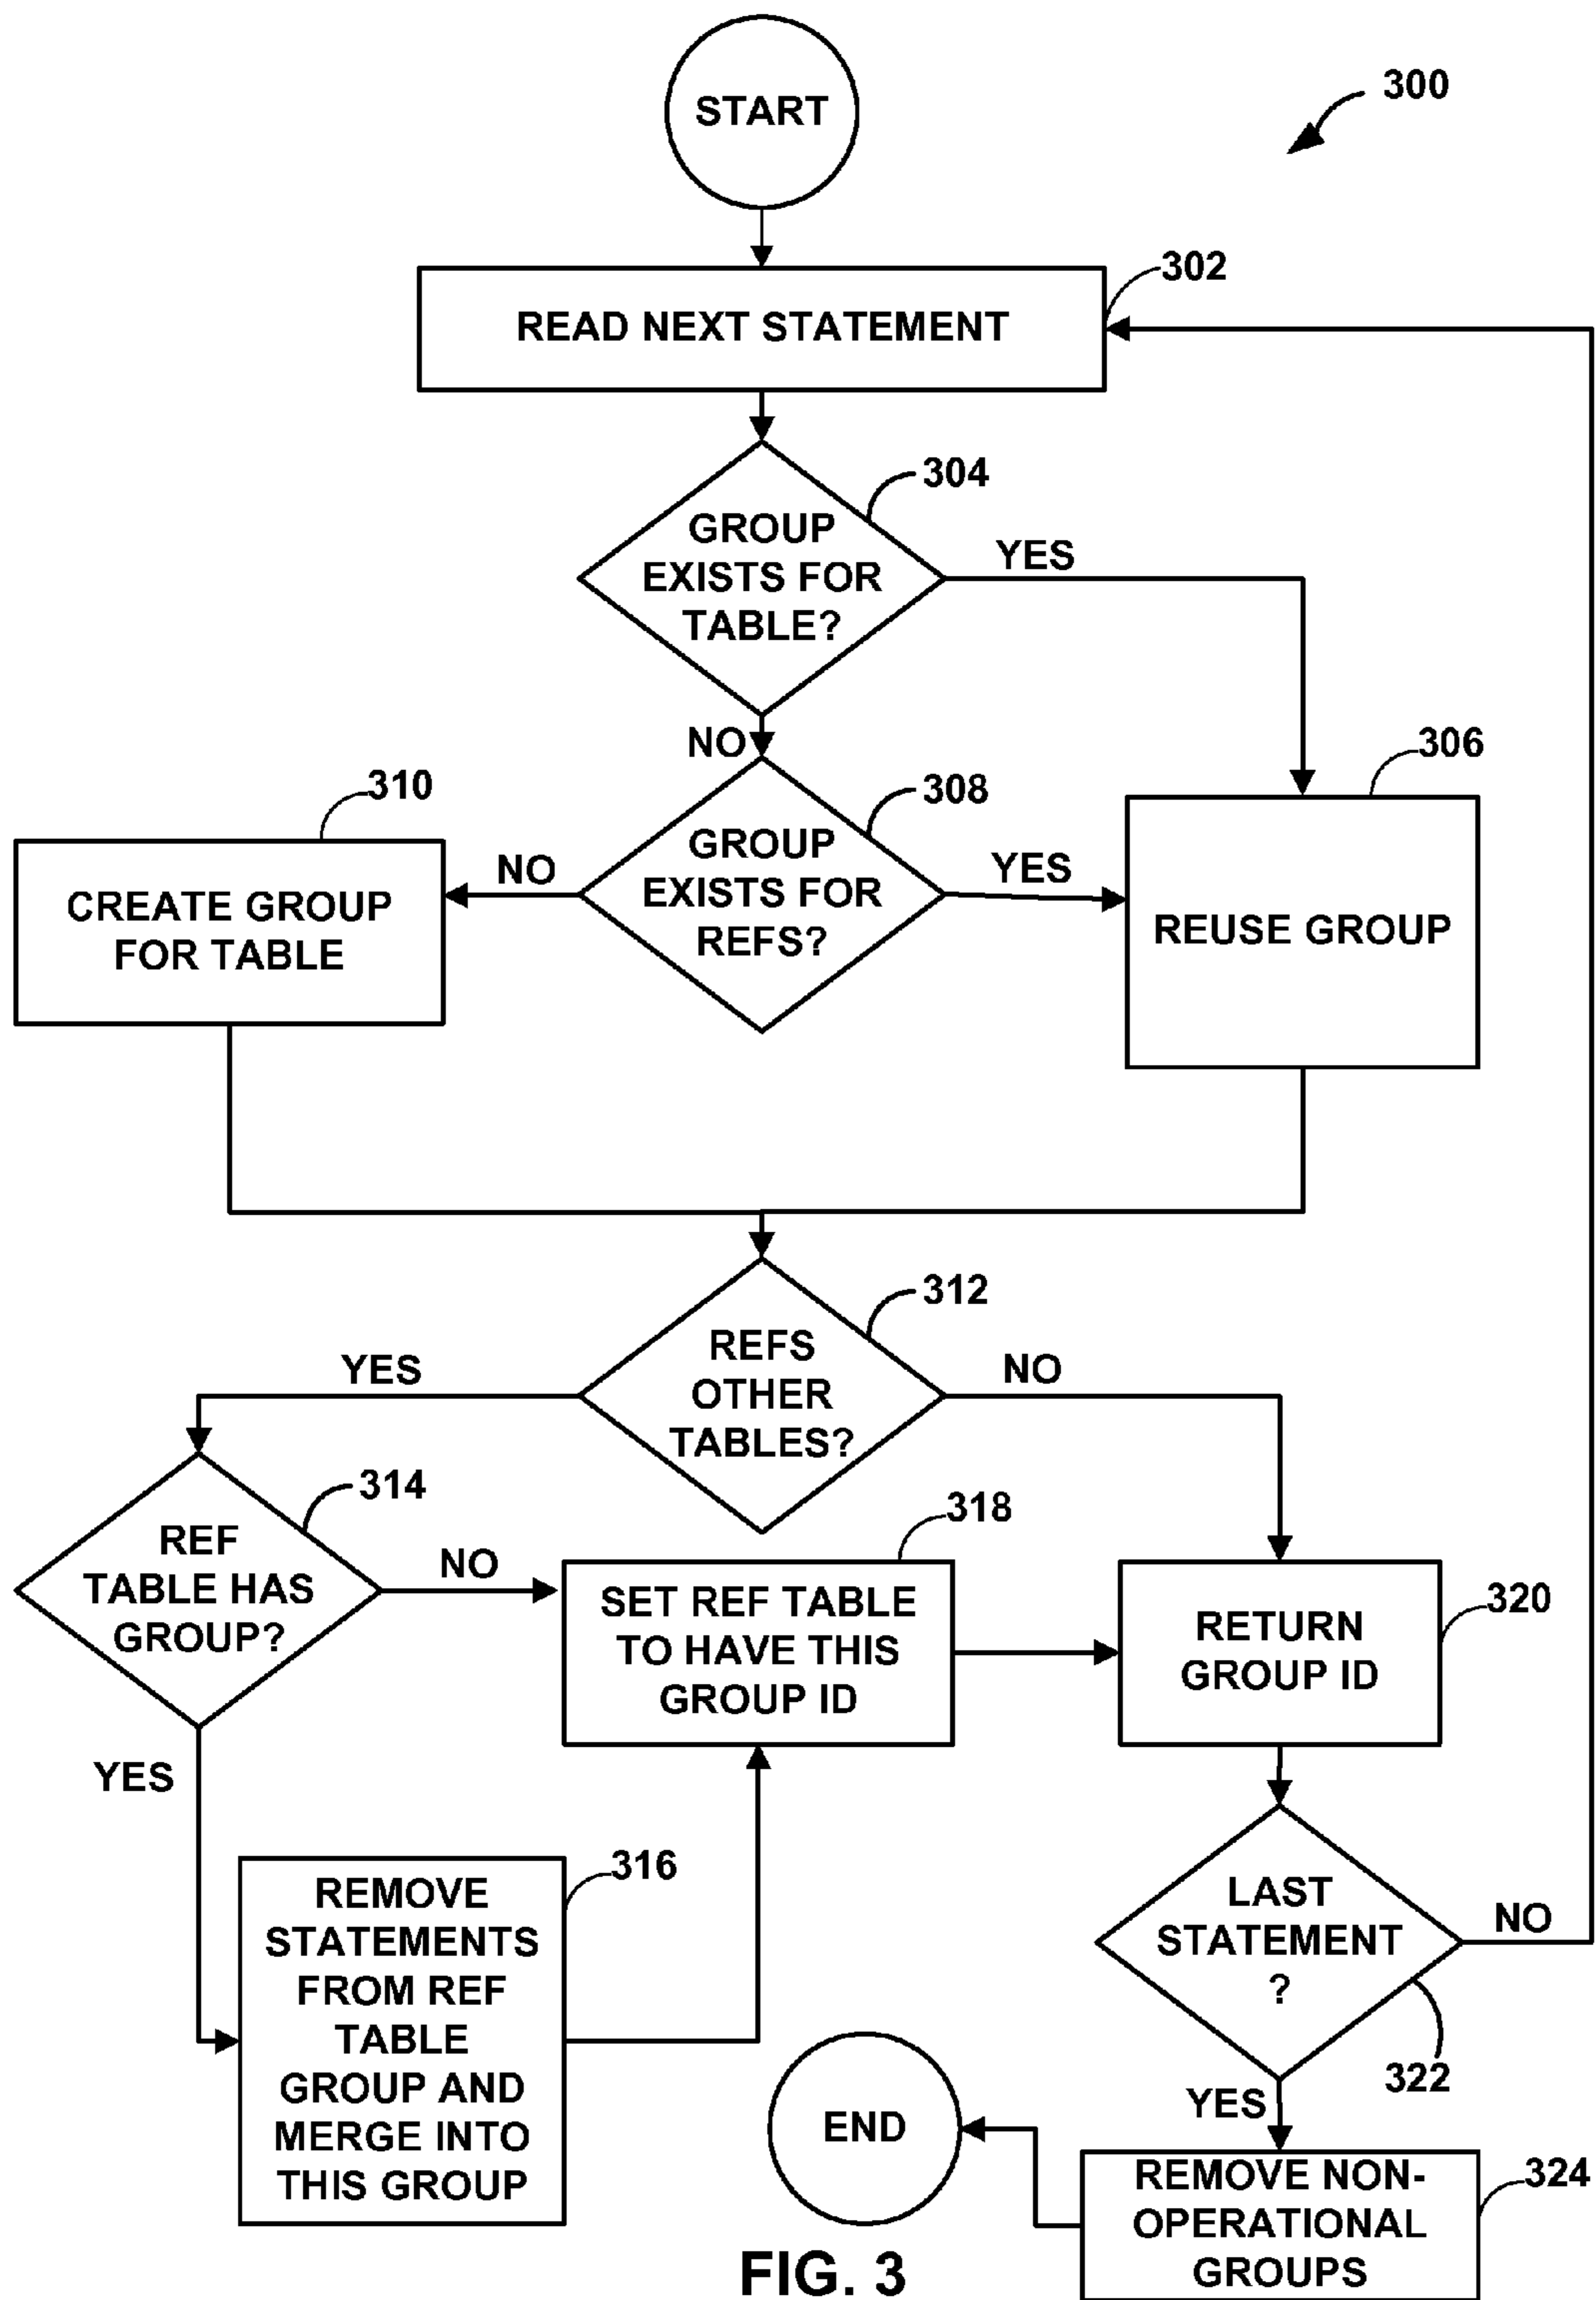 START
300
302
READ NEXT STATEMENT
304
GROUP
EXISTS FOR
TABLE?
YES
NO
306
310
308
GROUP
EXISTS FOR
REFS?
NO
YES
CREATE GROUP
FOR TABLE
REUSE GROUP
312
REFS
OTHER
TABLES?
YES
NO
314
REF
TABLE HAS
GROUP?
NO
318
SET REF TABLE
TO HAVE THIS
GROUP ID
320
RETURN
GROUP ID
YES
316
REMOVE
STATEMENTS
FROM REF
TABLE
GROUP AND
MERGE INTO
THIS GROUP
LAST
STATEMENT
?
NO
322
YES
END
324
REMOVE NON-
OPERATIONAL
GROUPS
FIG. 3